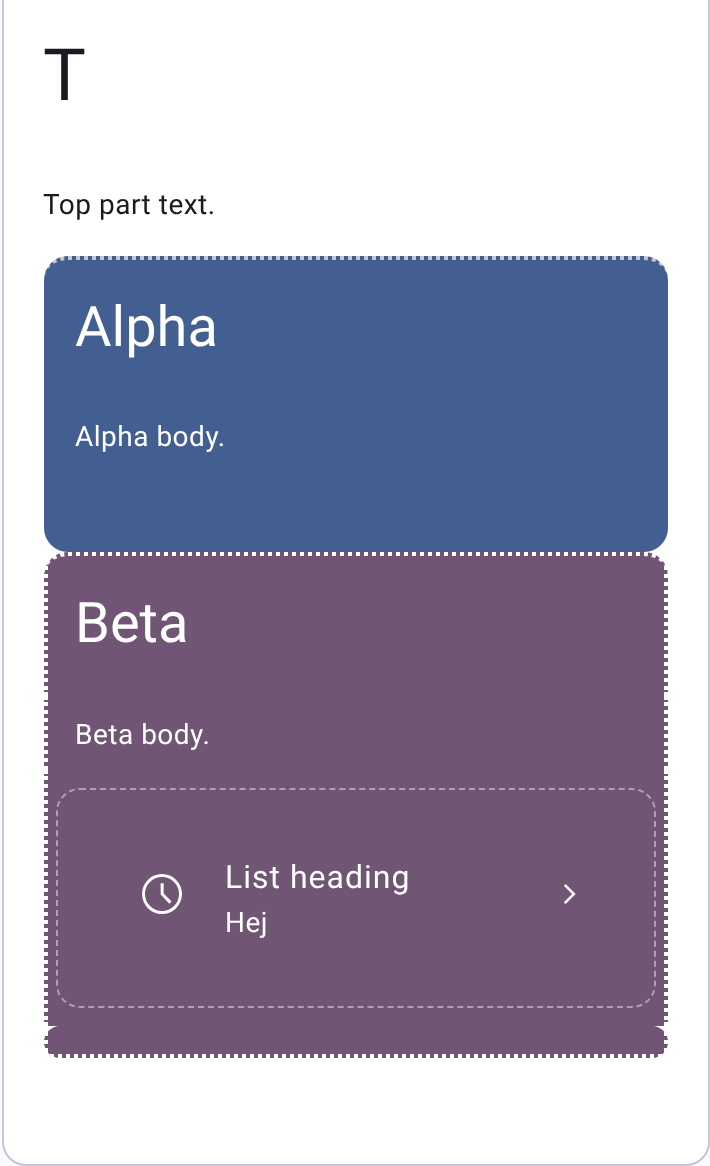 T
Top part text.
Alpha
Alpha body.
Beta
Beta body.
List heading
Hej